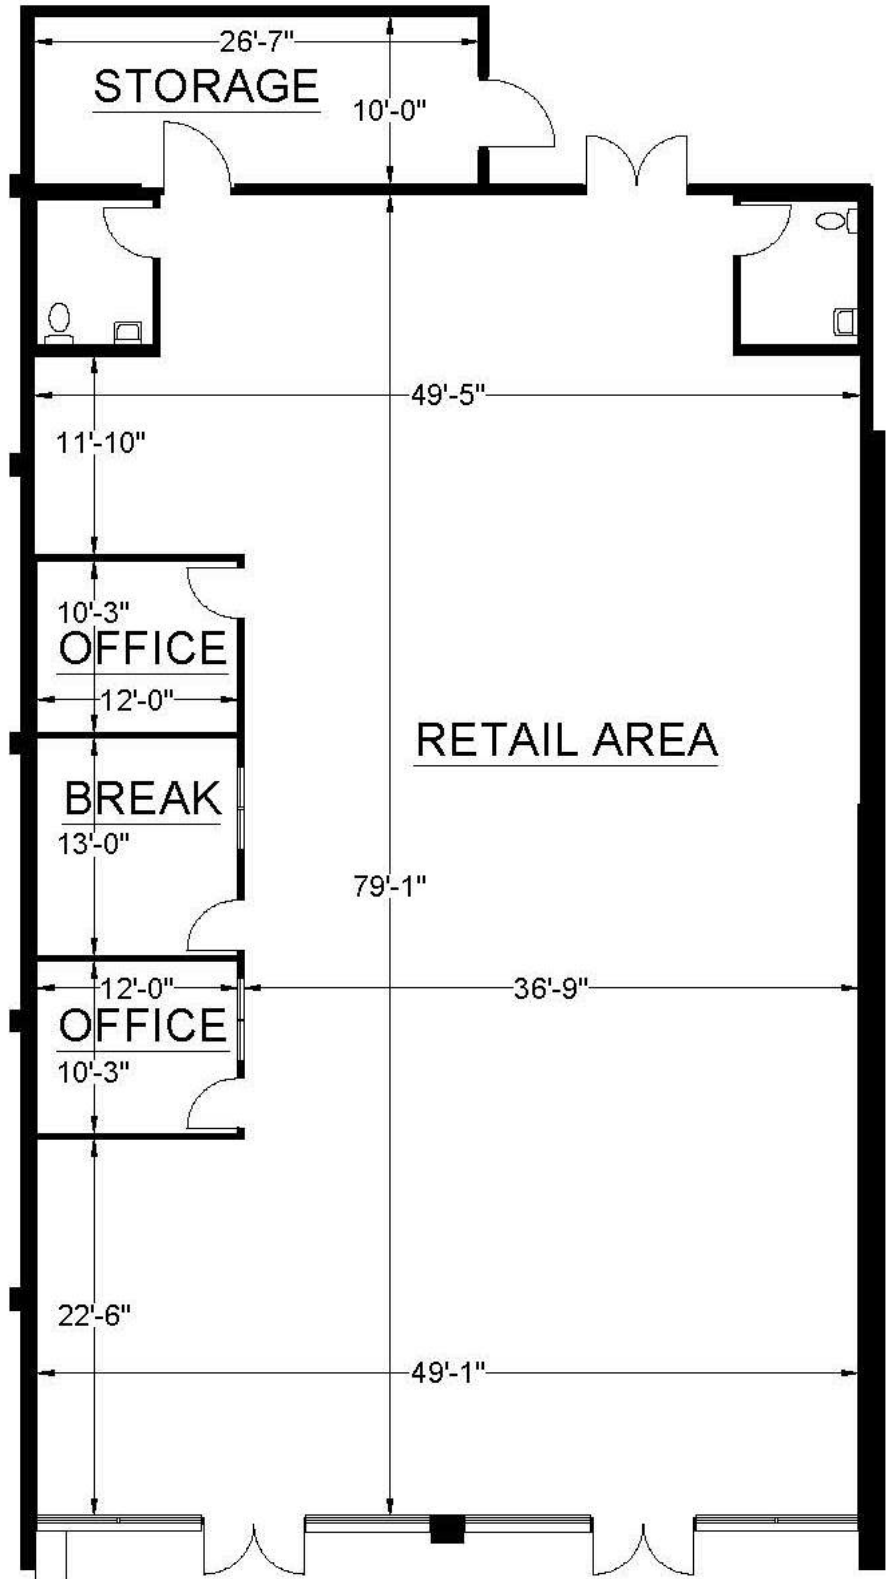 26'-7"
STORAGE
10'-0"
49'-5"
11'-10"
10'-3"
OFFICE
12'-0"
RETAIL AREA
BREAK
13'-0"
79'-1"
12'-0"
36'-9"
OFFICE
10'-3"
22'-6"
49'-1"